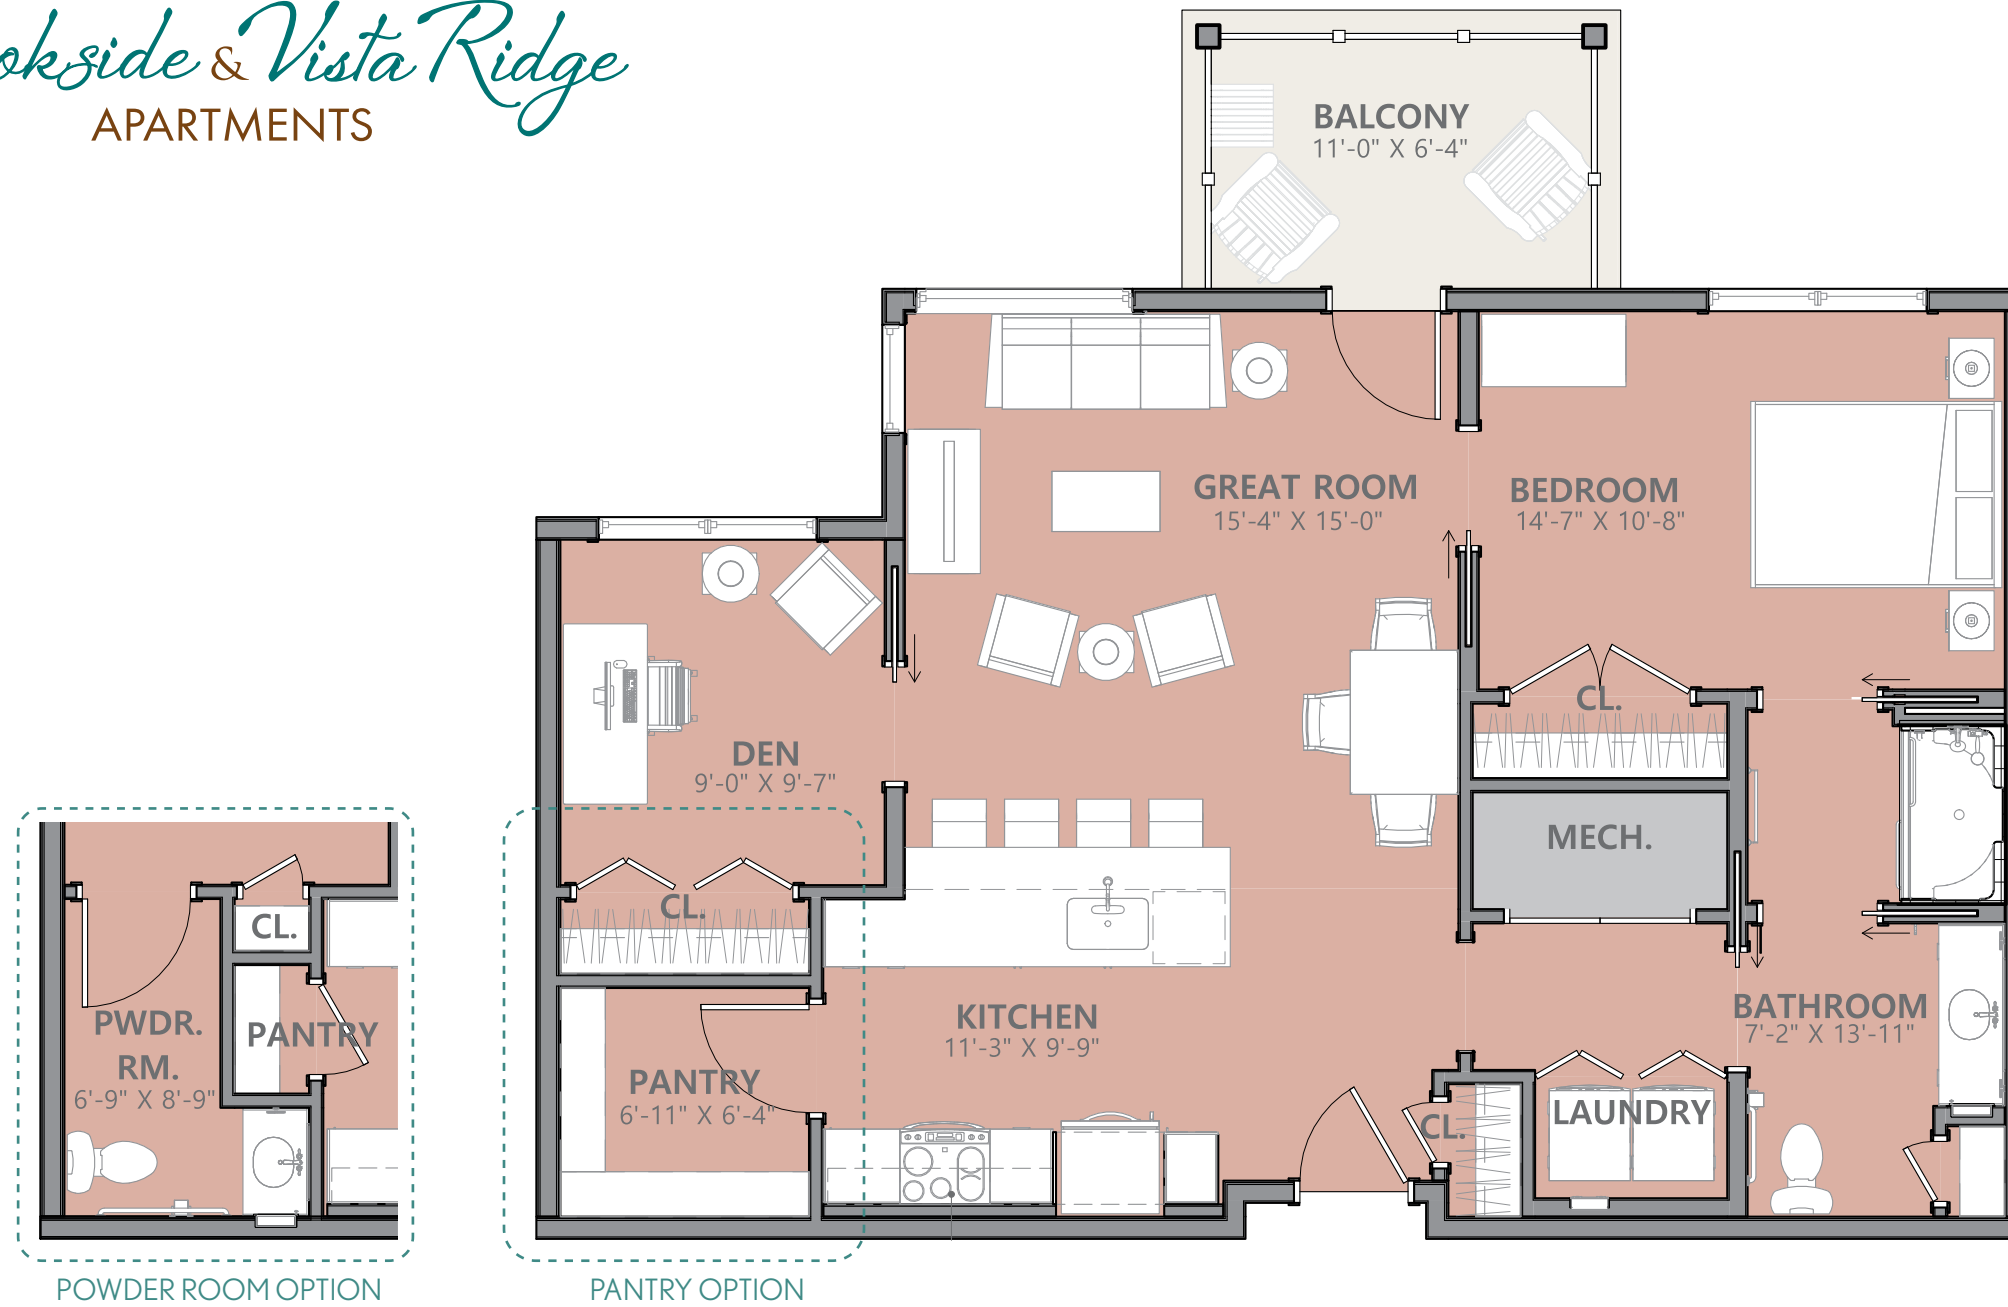 okside & Vista Ridge
APARTMENTS
BALCONY
11'-0" X 6'-4"
GREAT ROOM
15'-4" X 15'-0"
BEDROOM
14'-7" X 10'-8"
CL.
DEN
9'-0" X 9'-7"
MECH.
CL.
CL.
PWDR.
RM.
6'-9" X 8'-9"
PANTRY
KITCHEN
11'-3" X 9'-9"
BATHROOM
7'-2" X 13'-11"
PANTRY
6'-11" X 6'-4"
CL.
LAUNDRY
POWDER ROOM OPTION
PANTRY OPTION